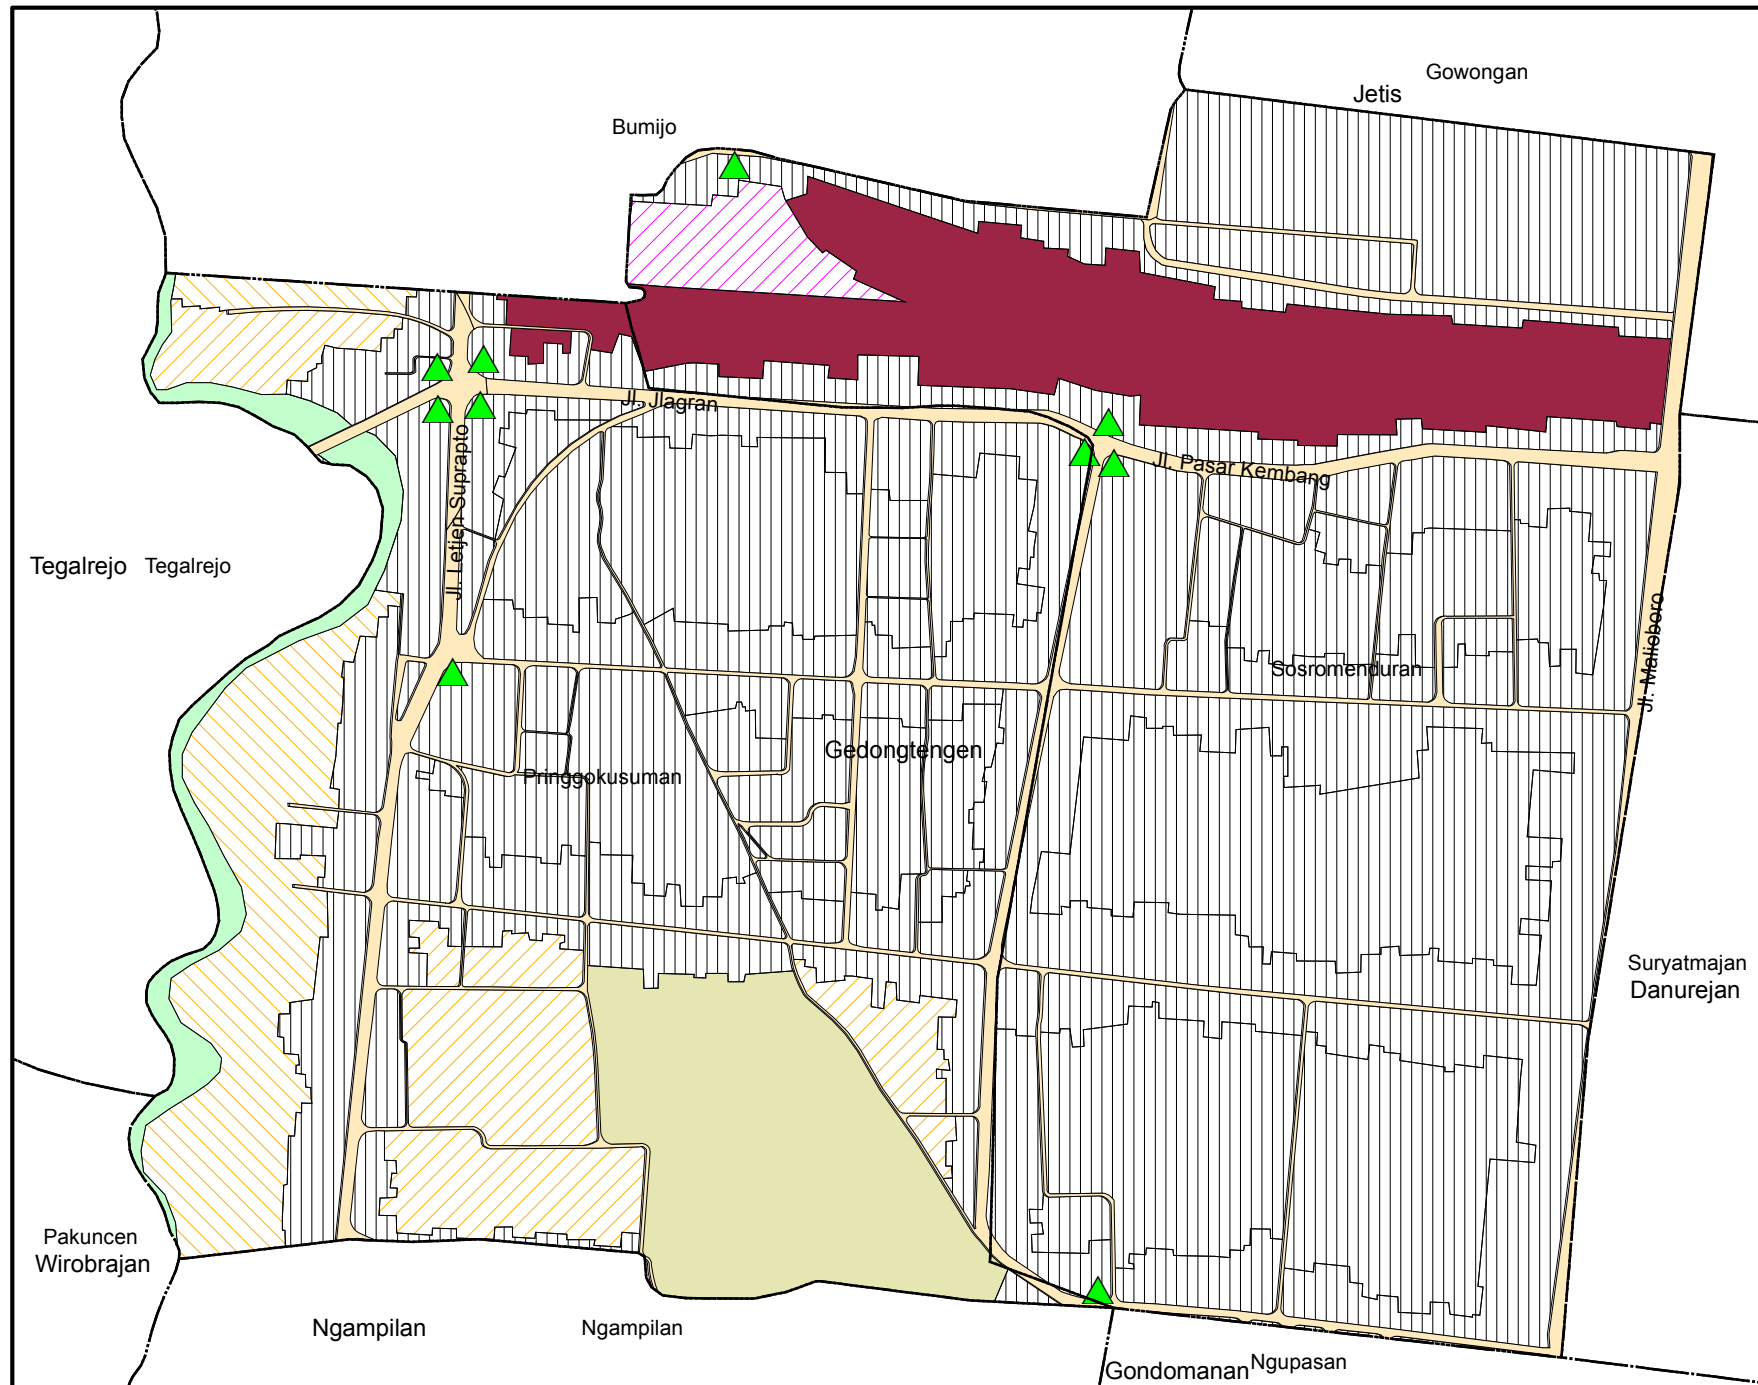 Gowongan
Jetis
Bumijo
Jl. Jlagran
Jl. Pasar Kembang
Jl. Letjen Suprapto
Tegalrejo
Tegalrejo
Jl. Malioboro
Sosromenduran
Gedongtengen
Pringgokusuman
Suryatmajan
Danurejan
Pakuncen
Wirobrajan
Ngampilan
Ngampilan
Gondomanan
Ngupasan